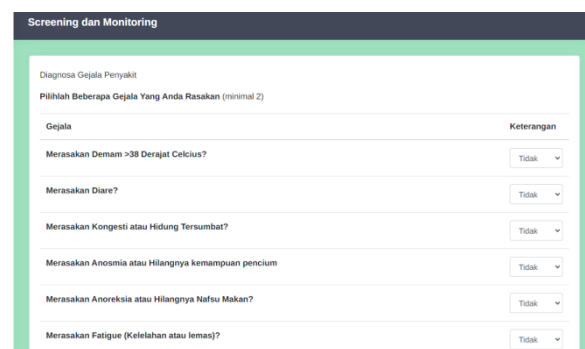 Screening dan Monitoring
Diagnosa Gejala Penyakit
Pilihlah Beberapa Gejala Yang Anda Rasakan (minimal 2)
Gejala Keterangan
Merasakan Demam >38 Derajat Celcius? Tidak
Merasakan Diare? Tidak
Merasakan Kongesti atau Hidung Tersumbat? Tidak
Merasakan Anosmia atau Hilangnya kemampuan pencium Tidak
Merasakan Anoreksia atau Hilangnya Nafsu Makan? Tidak
Merasakan Fatigue (Kelelahan atau lemas)? Tidak